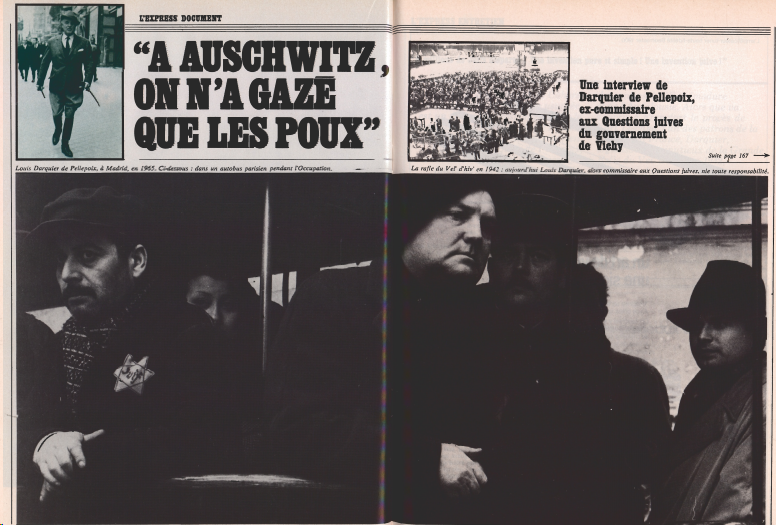 L'EXPRESS DOCUMENT
"A AUSCHWITZ,
ON N'A GAZÉ
QUE LES POUX"
Une interview de
Darquier de Pellepoix,
ex-commissaire
aux Questions juives
du gouvernement
de Vichy
Suite page 167
Louis Darquier de Pellepoix, à Madrid, en 1965. Ci-dessous : dans un autobus parisien pendant l'Occupation.
La rafle du Vel' d'hiv' en 1942 : aujourd'hui Louis Darquier, alors commissaire aux Questions juives, nie toute responsabilité.